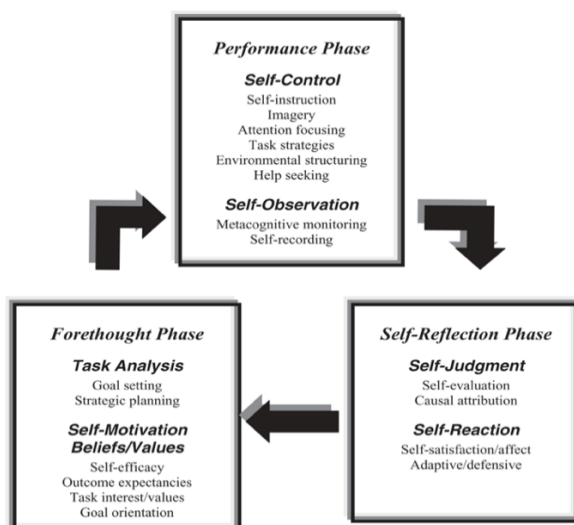 Performance Phase
Self-Control
Self-instruction
Imagery
Attention focusing
Task strategies
Environmental structuring
Help seeking
Self-Observation
Metacognitive monitoring
Self-recording
Forethought Phase
Task Analysis
Goal setting
Strategic planning
Self-Motivation
Beliefs/Values
Self-efficacy
Outcome expectancies
Task interest/values
Goal orientation
Self-Reflection Phase
Self-Judgment
Self-evaluation
Causal attribution
Self-Reaction
Self-satisfaction/affect
Adaptive/defensive